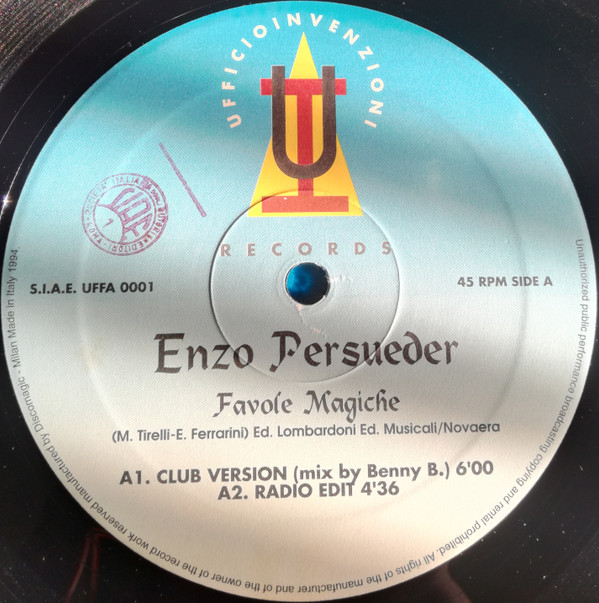 UFFICIOINVENZIONI
UI
RECORDS
S.I.A.E. UFFA 0001
45 RPM SIDE A
Enzo Persueder
Favole Magiche
(M. Tirelli-E. Ferrarini) Ed. Lombardoni Ed. Musicali/Novaera
A1. CLUB VERSION (mix by Benny B.) 6'00
A2. RADIO EDIT 4'36
Unauthorized public performance broadcasting copying and rental prohibited. All rights of the manufacturer and of the owner of the record work reserved manufactured by Discomagic - Milan Made in Italy 1994.